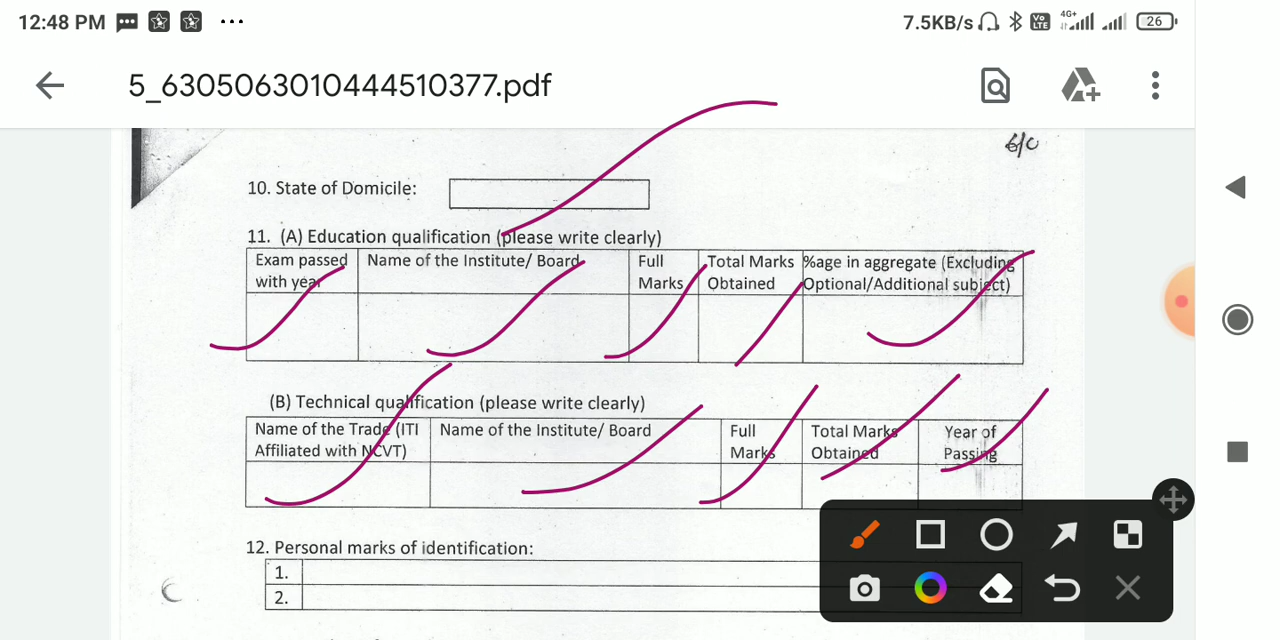 12:48 PM ... 7.5KB/s Vo LTE 4G+ 26
5_6305063010444510377.pdf
6/c
10. State of Domicile:
11. (A) Education qualification (please write clearly)
Exam passed with year Name of the Institute/ Board Full Marks Total Marks Obtained %age in aggregate (Excluding Optional/Additional subject)
(B) Technical qualification (please write clearly)
Name of the Trade (ITI Affiliated with NCVT) Name of the Institute/ Board Full Marks Total Marks Obtained Year of Passing
12. Personal marks of identification:
1.
2.